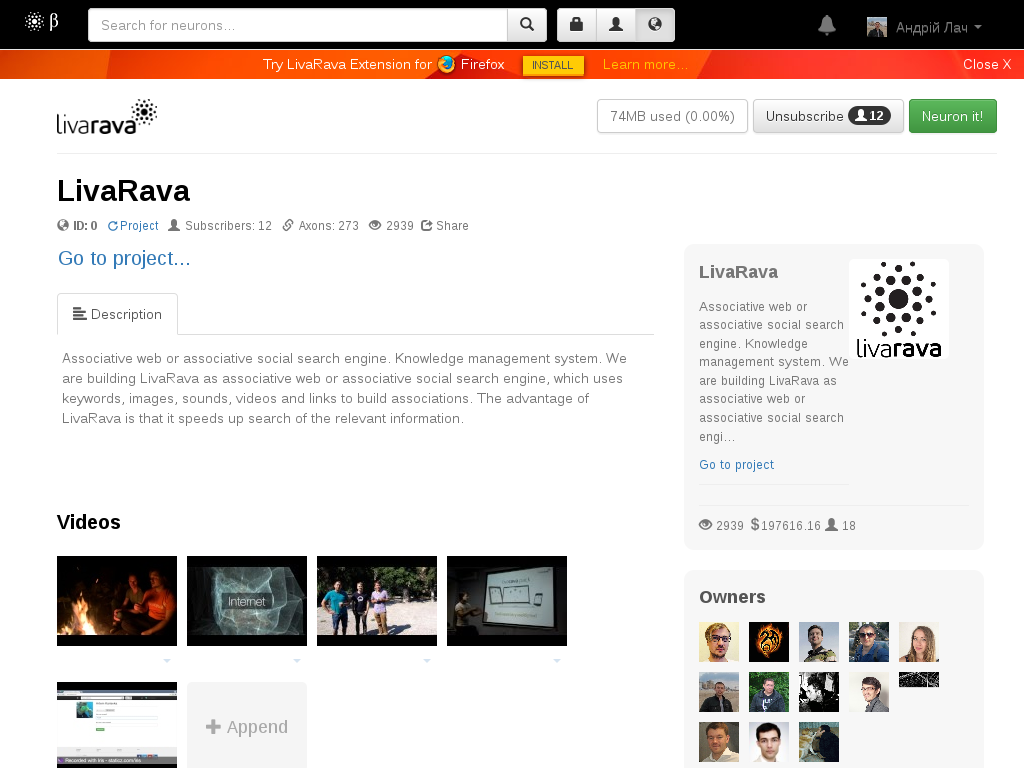 β
Search for neurons...
Андрій Лач
Try LivaRava Extension for Firefox INSTALL Learn more...
Close X
livarava
74MB used (0.00%)
Unsubscribe 12
Neuron it!
LivaRava
ID: 0 Project Subscribers: 12 Axons: 273 2939 Share
Go to project...
Description
Associative web or associative social search engine. Knowledge management system. We
are building LivaRava as associative web or associative social search engine, which uses
keywords, images, sounds, videos and links to build associations. The advantage of
LivaRava is that it speeds up search of the relevant information.
Videos
Internet
Append
LivaRava
livarava
Associative web or
associative social search
engine. Knowledge
management system. We
are building LivaRava as
associative web or
associative social search
engi...
Go to project
2939 $197616.16 18
Owners